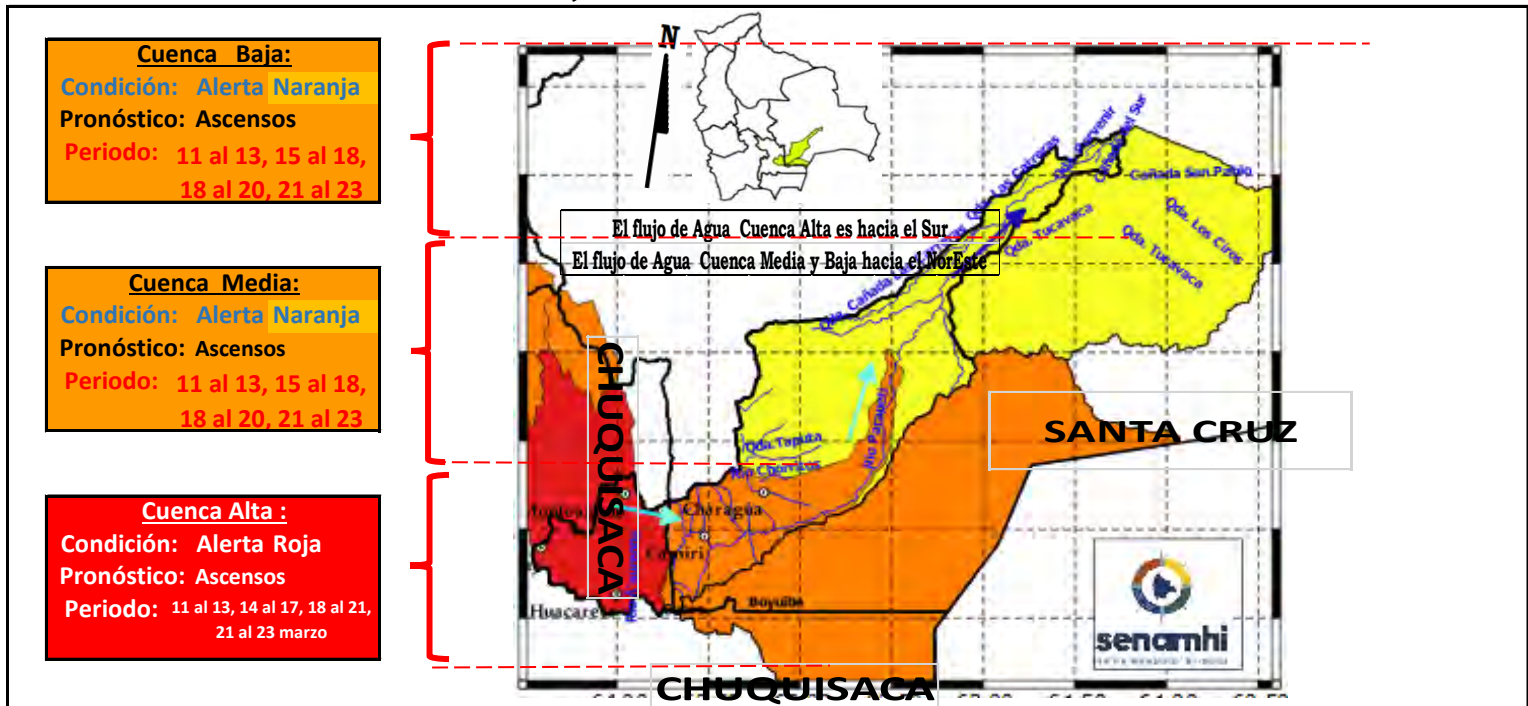 Cuenca Baja:
Condición: Alerta Naranja
Pronóstico: Ascensos
Periodo: 11 al 13, 15 al 18,
18 al 20, 21 al 23
Cuenca Media:
Condición: Alerta Naranja
Pronóstico: Ascensos
Periodo: 11 al 13, 15 al 18,
18 al 20, 21 al 23
Cuenca Alta :
Condición: Alerta Roja
Pronóstico: Ascensos
Periodo: 11 al 13, 14 al 17, 18 al 21,
21 al 23 marzo
N
El flujo de Agua Cuenca Alta es hacia el Sur
El flujo de Agua Cuenca Media y Baja hacia el NorEste
Cañada San Pablo
Qda. Los Ciros
Qda. Tucavaca
Qda. Tucavaca
Qda. Taputa
Rio Chorritos
Rio Parapeti
CHUQUISACA
SANTA CRUZ
Charagua
Boyuibe
CHUQUISACA
senamhi